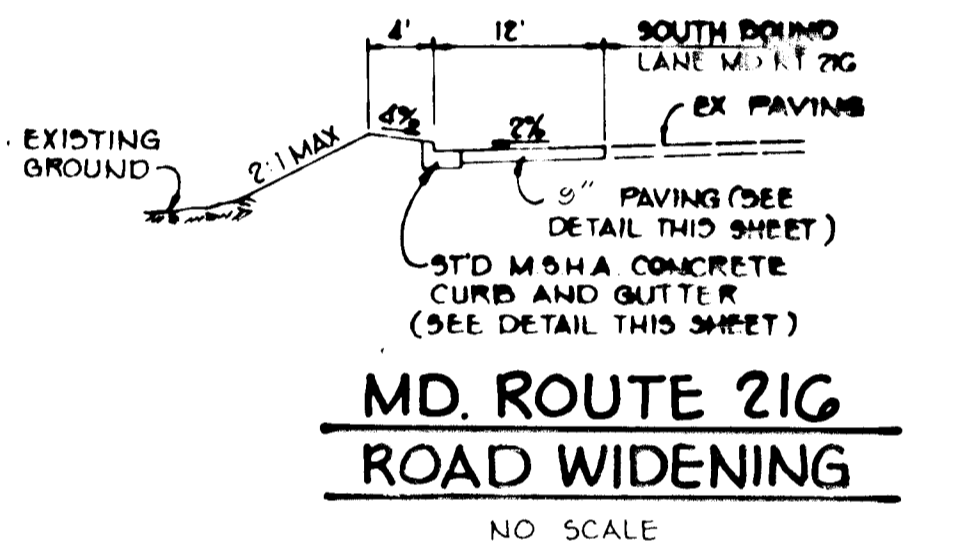 4'
12'
SOUTH BOUND
LANE MD RT 216
EX PAVING
4%
2%
EXISTING
GROUND
2:1 MAX
9" PAVING (SEE
DETAIL THIS SHEET)
STD M.S.H.A. CONCRETE
CURB AND GUTTER
(SEE DETAIL THIS SHEET)
MD. ROUTE 216
ROAD WIDENING
NO SCALE